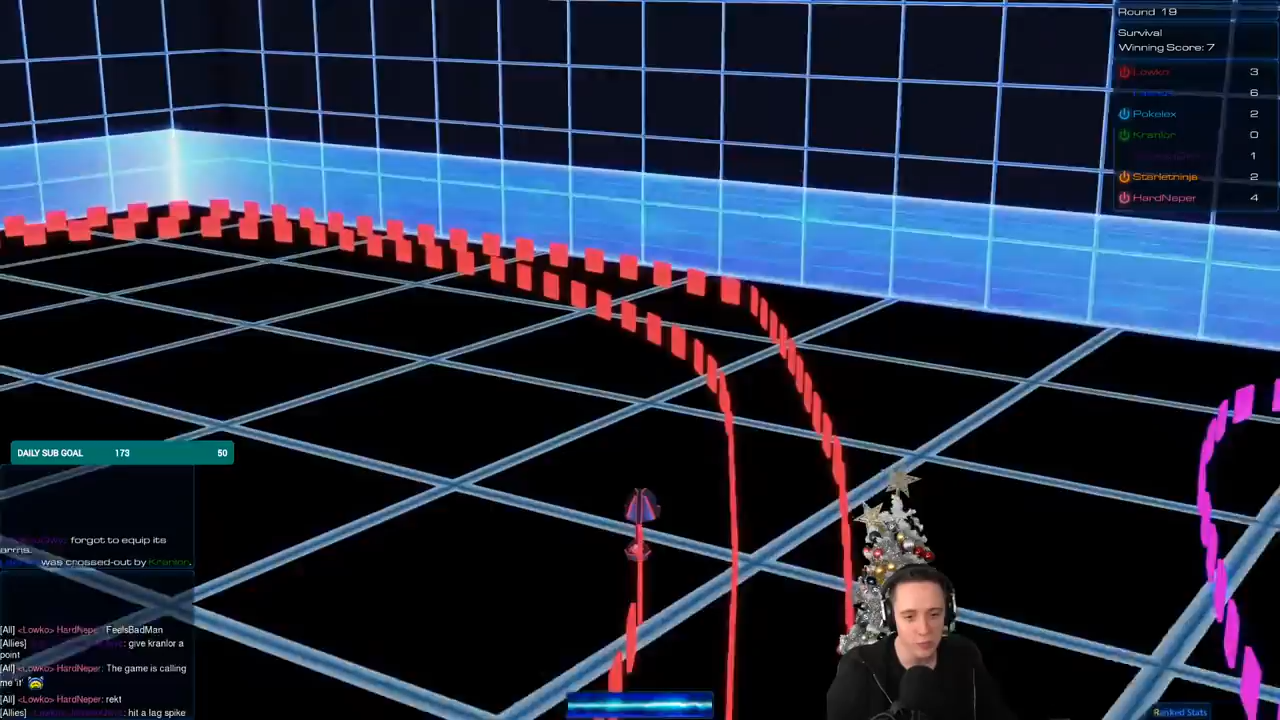 Round 19
Survival
Winning Score: 7
Lowko 3
6
Pokelex 2
Kranlor 0
1
Starletninja 2
HardNeper 4
DAILY SUB GOAL 173 50
forgot to equip its
arms.
was crossed-out by Kranlor.
[All] <Lowko> HardNepe FeelsBadMan
[Allies] : give kranlor a
point
[All] <Lowko> HardNeper: The game is calling
me 'it'
[All] <Lowko> HardNeper: rekt
[Allies] : hit a lag spike
Ranked Stats